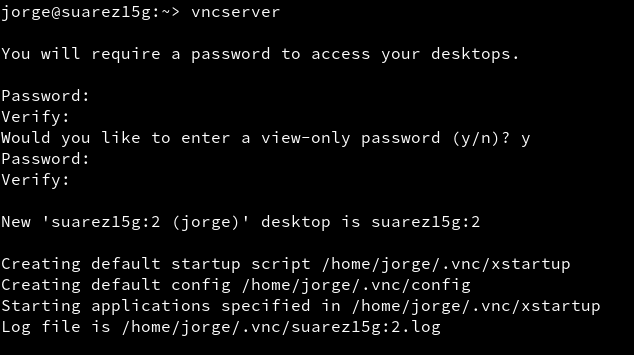 jorge@suarez15g:~> vncserver
You will require a password to access your desktops.
Password:
Verify:
Would you like to enter a view-only password (y/n)? y
Password:
Verify:
New 'suarez15g:2 (jorge)' desktop is suarez15g:2
Creating default startup script /home/jorge/.vnc/xstartup
Creating default config /home/jorge/.vnc/config
Starting applications specified in /home/jorge/.vnc/xstartup
Log file is /home/jorge/.vnc/suarez15g:2.log